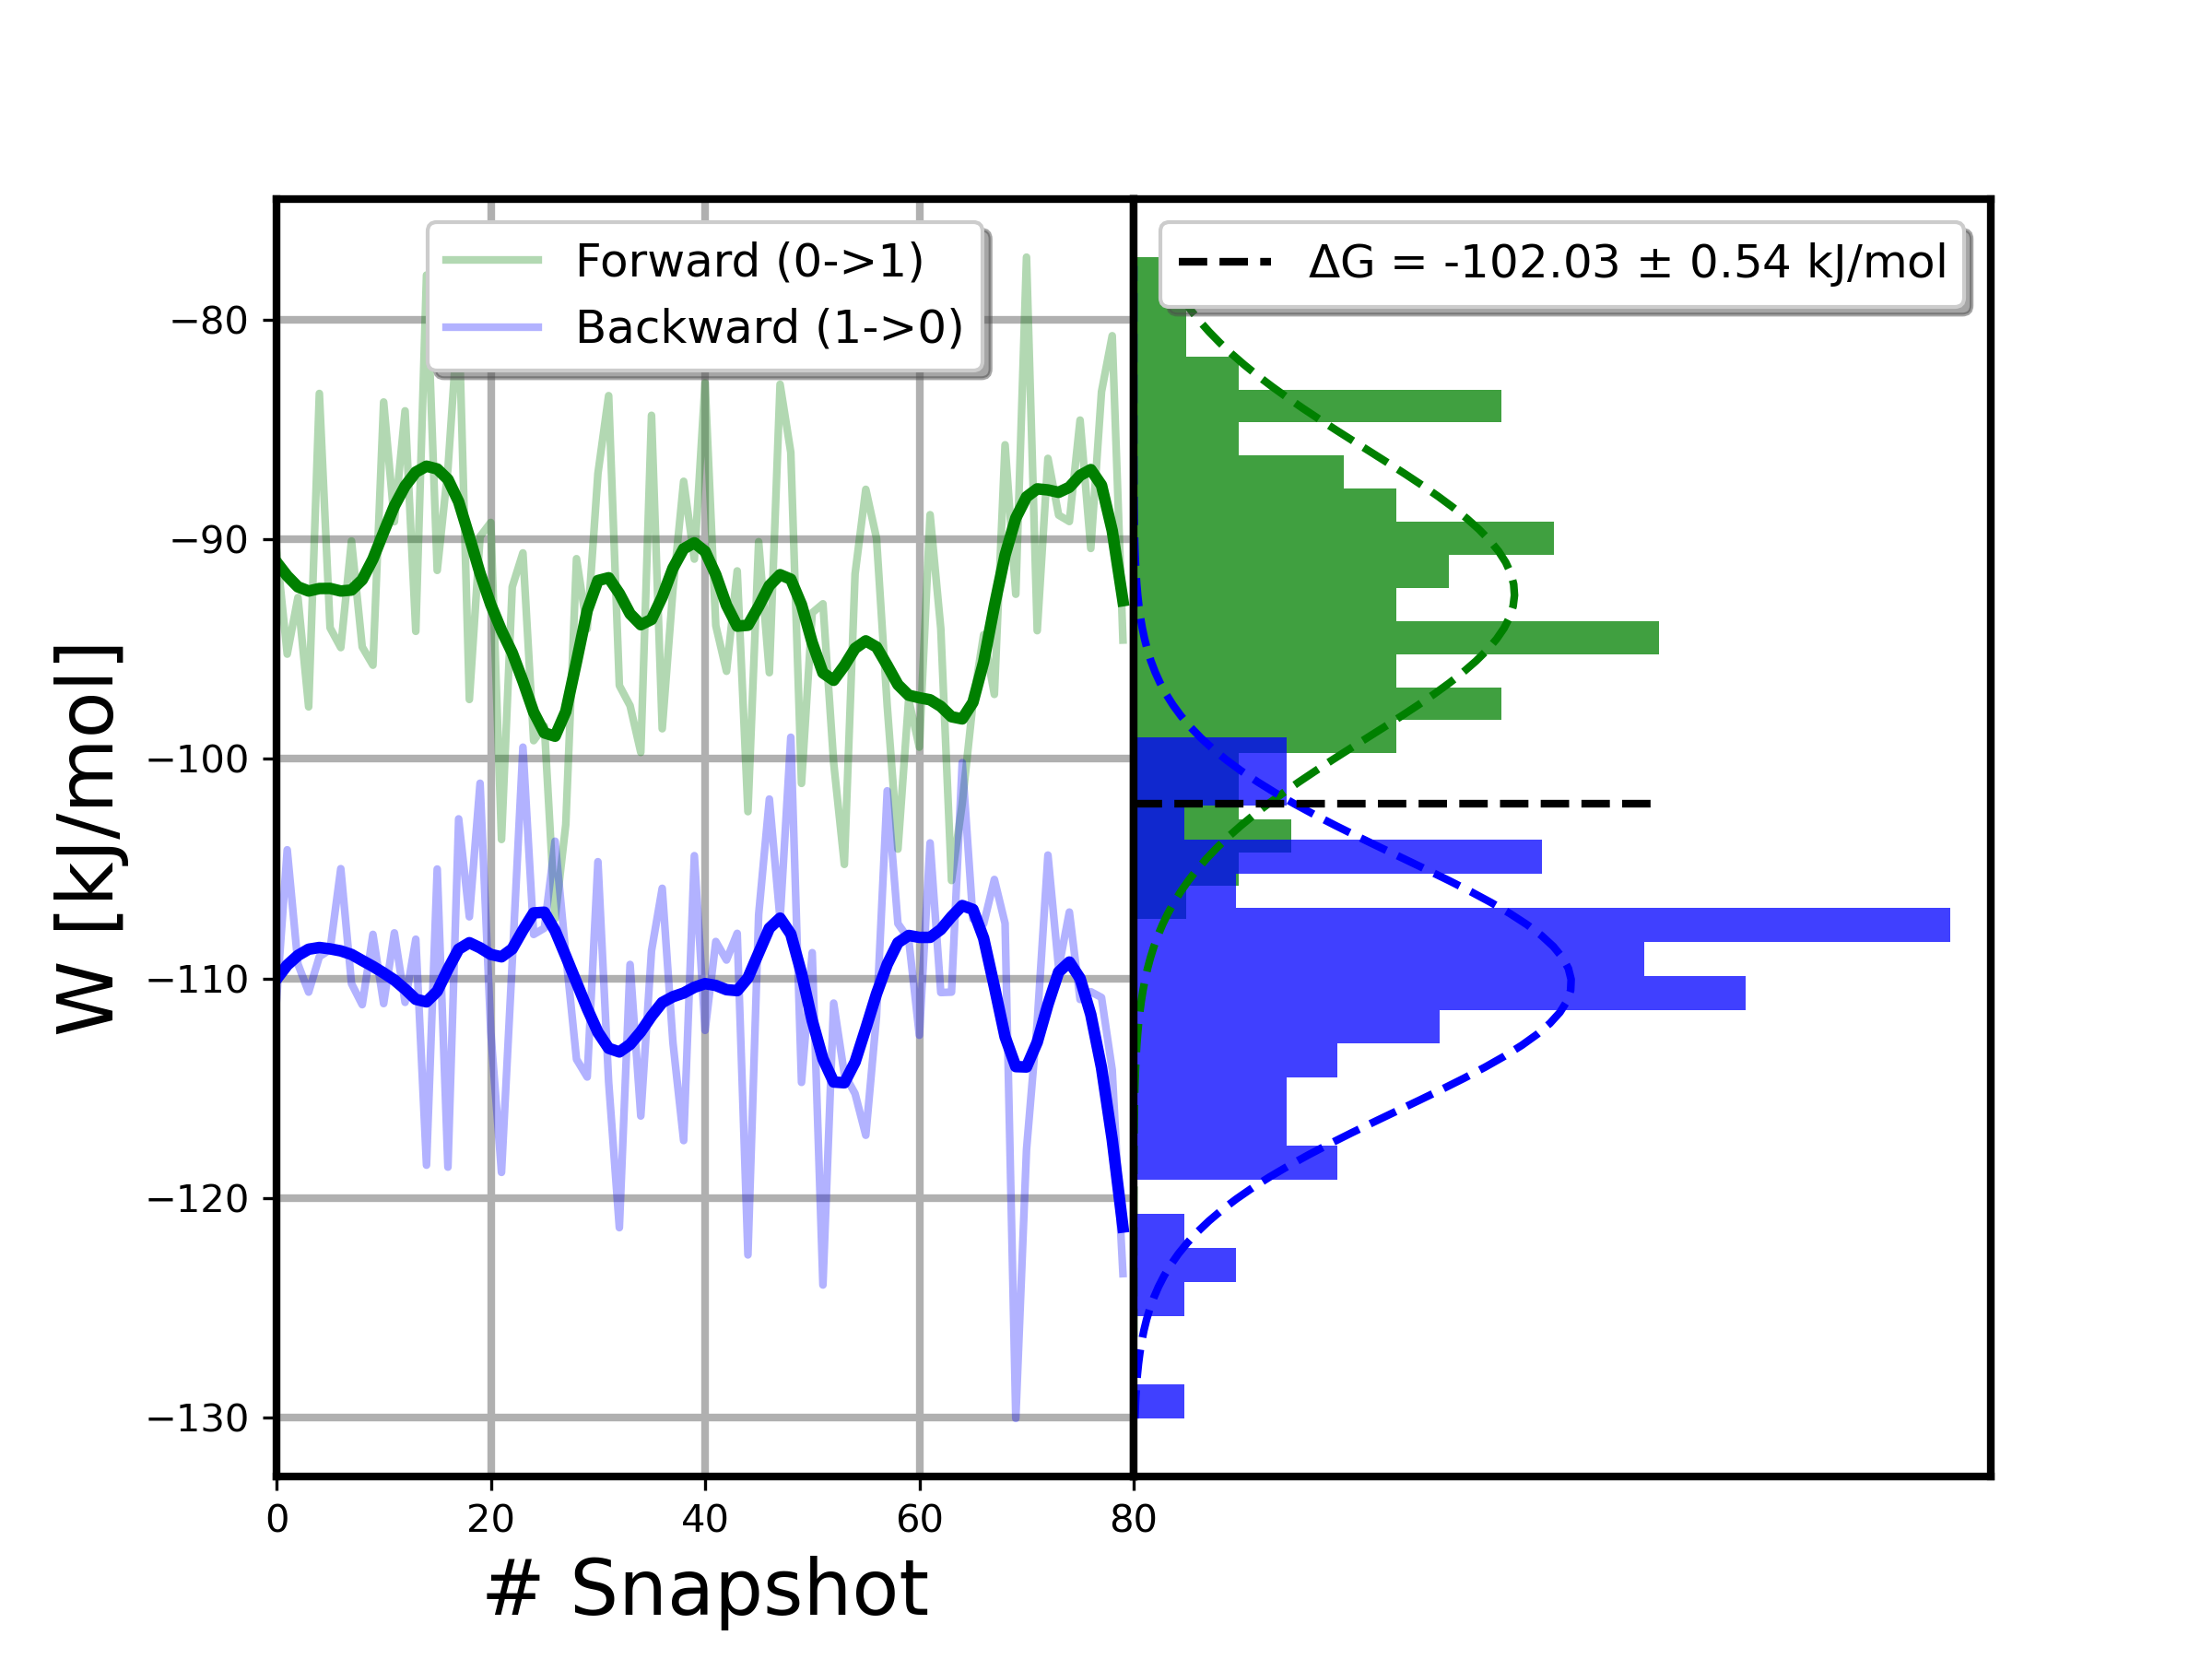 Forward (0->1)
Backward (1->0)
ΔG = -102.03 ± 0.54 kJ/mol
W [kJ/mol]
−80
−90
−100
−110
−120
−130
0 20 40 60 80
# Snapshot